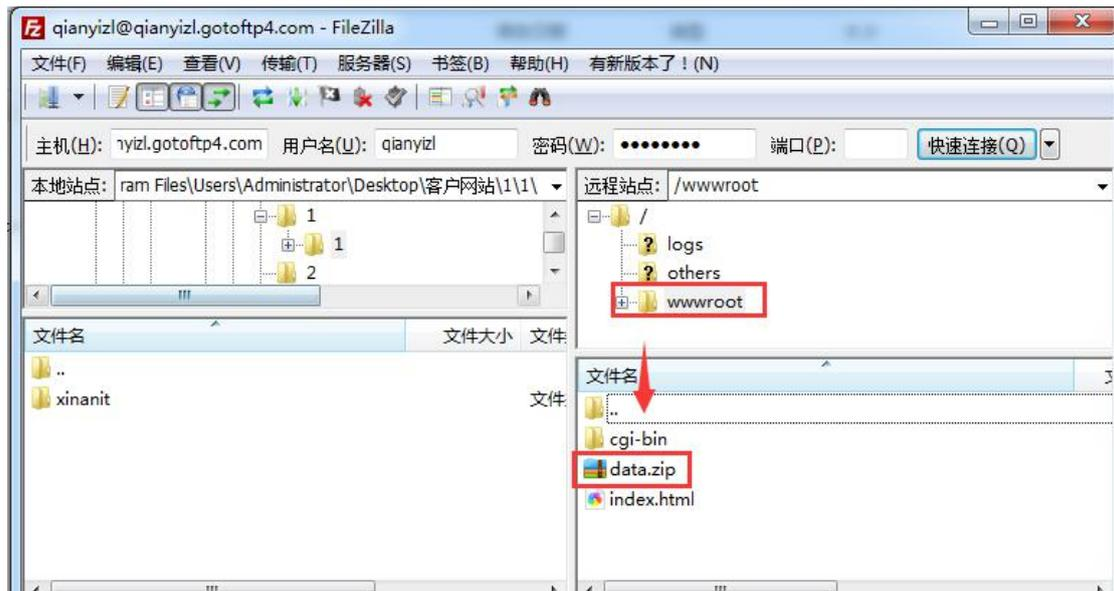 qianyizl@qianyizl.gotoftp4.com - FileZilla
文件(F) 编辑(E) 查看(V) 传输(T) 服务器(S) 书签(B) 帮助(H) 有新版本了！(N)
主机(H): nyizl.gotoftp4.com 用户名(U): qianyizl 密码(W): ●●●●●●●● 端口(P): 快速连接(Q)
本地站点: ram Files\Users\Administrator\Desktop\客户网站\1\1\
1
1
2
文件名 文件大小 文件
..
xinanit 文件
远程站点: /wwwroot
/
logs
others
wwwroot
文件名
..
cgi-bin
data.zip
index.html